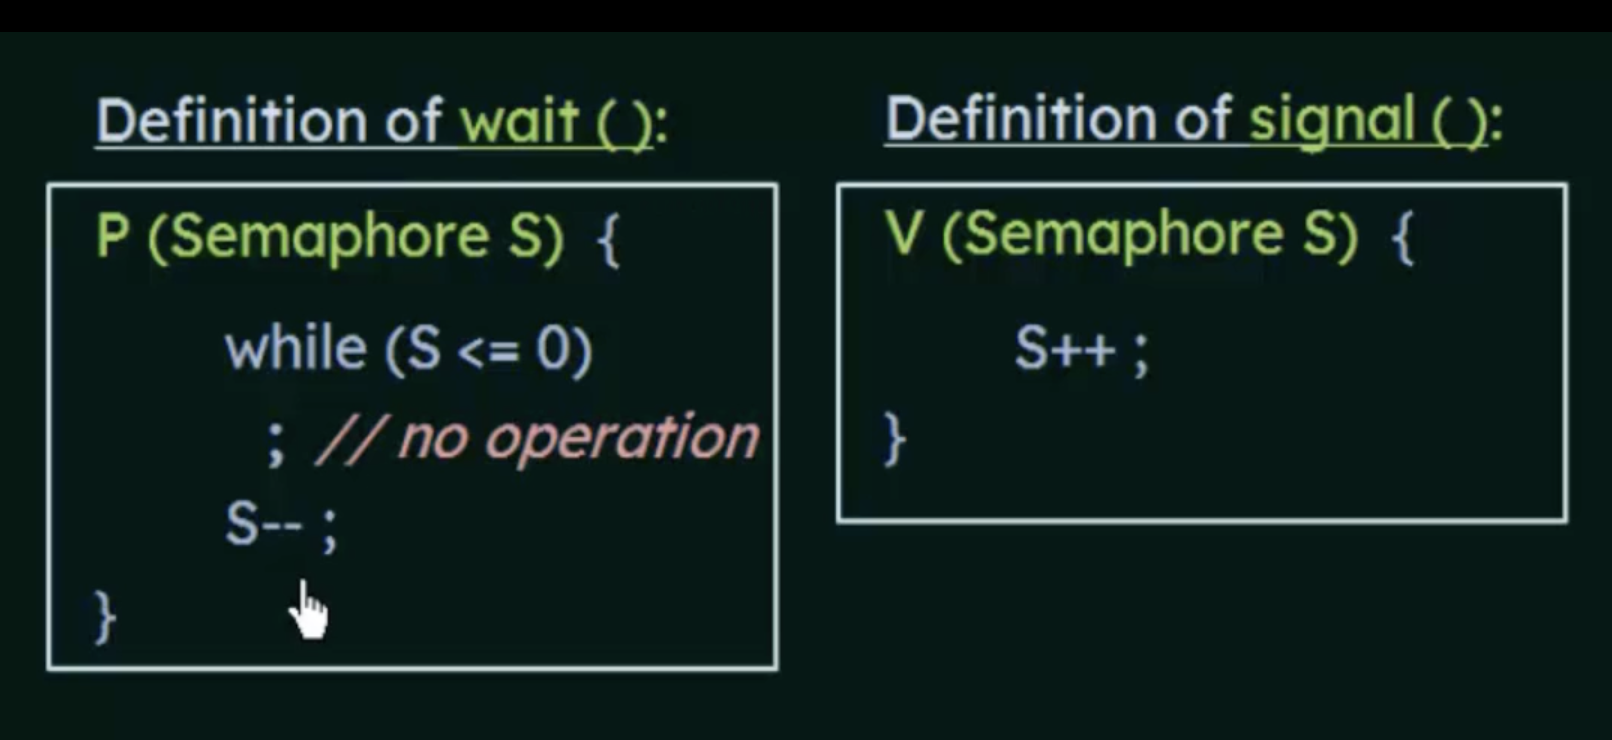 Definition of wait ( ):
P (Semaphore S) {
while (S <= 0)
; // no operation
S-- ;
}
Definition of signal ( ):
V (Semaphore S) {
S++ ;
}